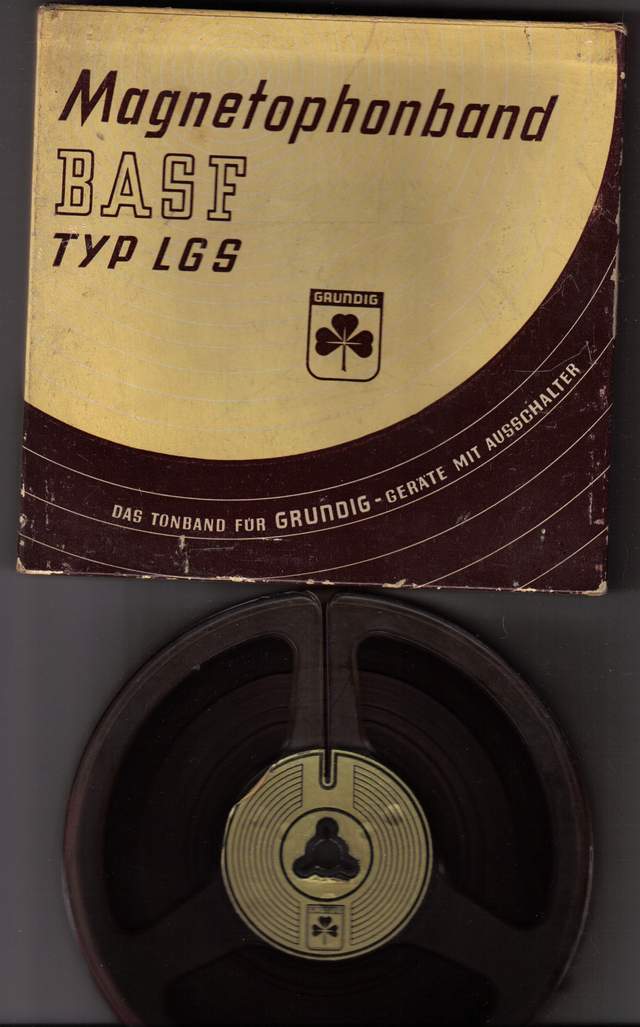 Magnetophonband
BASF
TYP LGS
GRUNDIG
DAS TONBAND FÜR GRUNDIG-GERÄTE MIT AUSSCHALTER